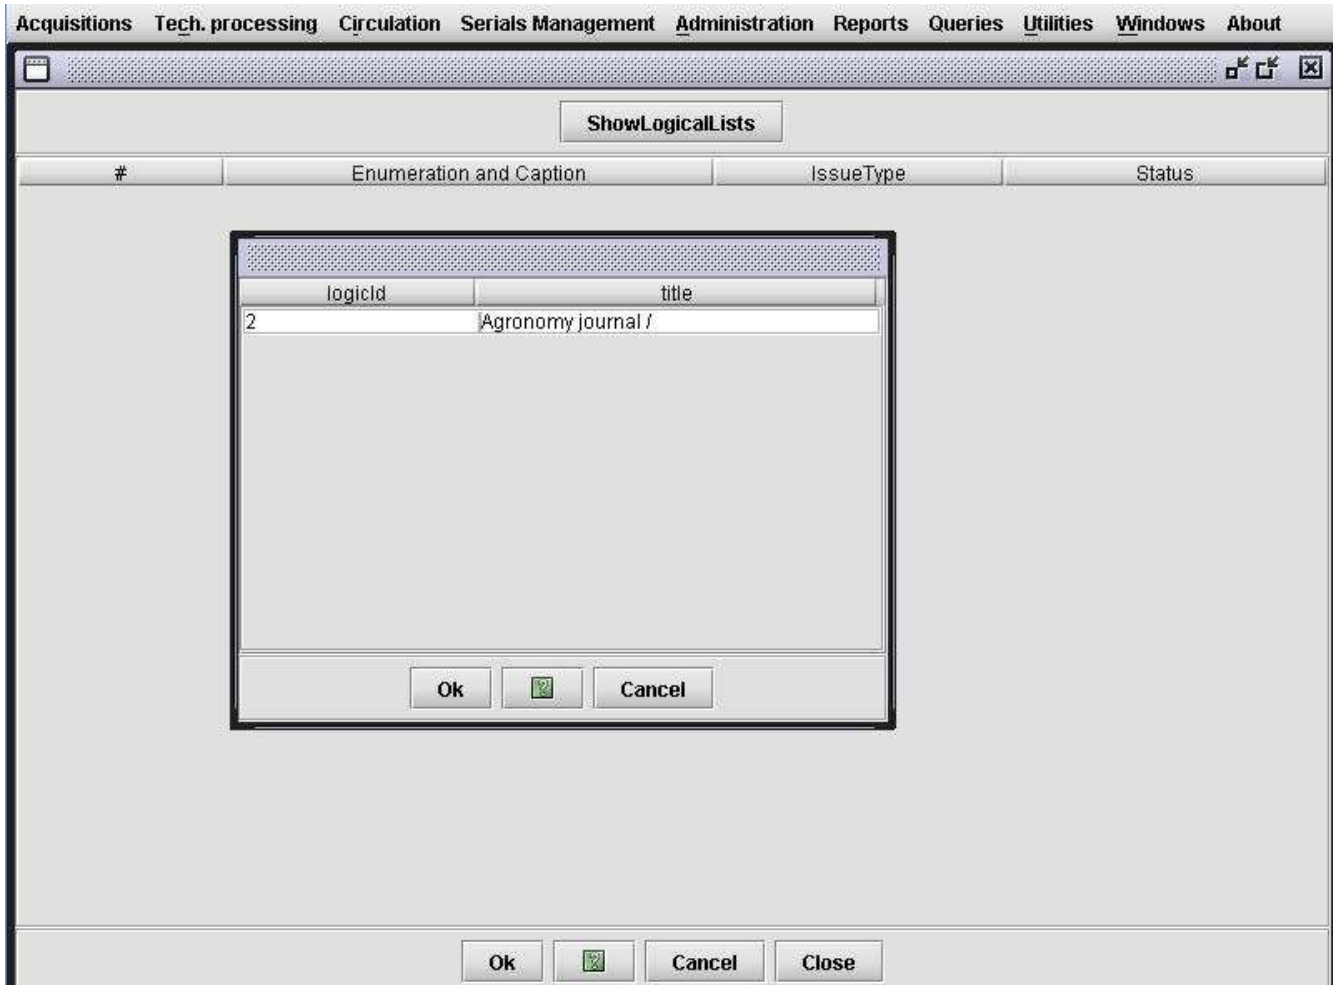 Acquisitions Tech. processing Circulation Serials Management Administration Reports Queries Utilities Windows About
ShowLogicalLists
# Enumeration and Caption IssueType Status
logicId title
2 Agronomy journal /
Ok ? Cancel
Ok ? Cancel Close